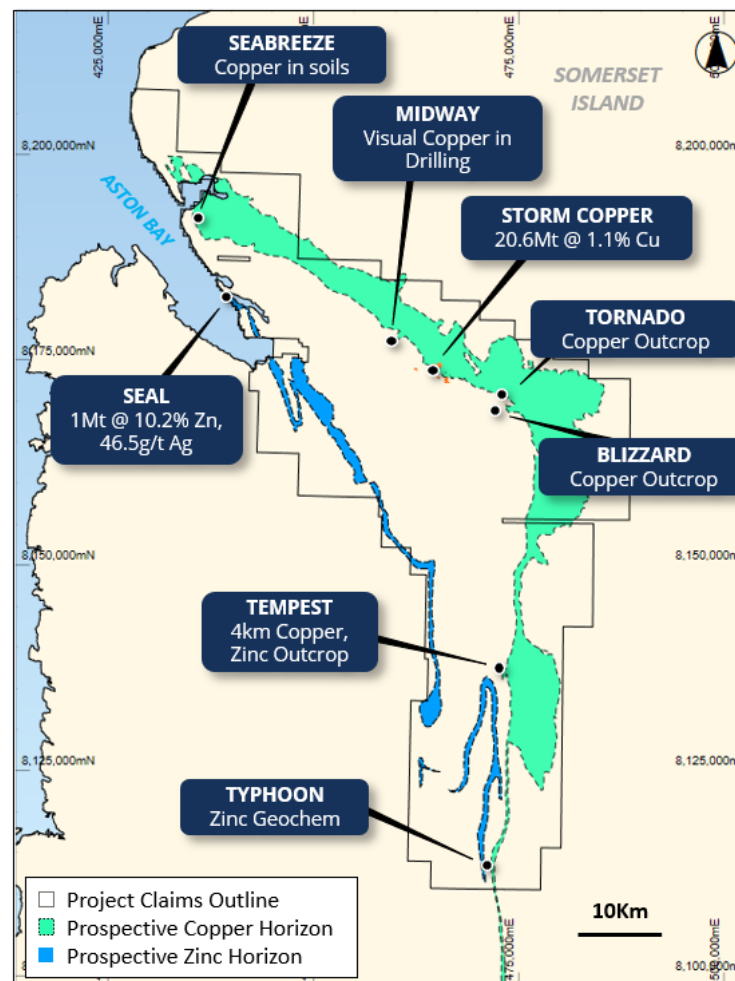 425,000mE
475,000mE
SEABREEZE
Copper in soils
SOMERSET
ISLAND
MIDWAY
Visual Copper in
Drilling
8,200,000mN
8,200,000mN
ASTON BAY
STORM COPPER
20.6Mt @ 1.1% Cu
TORNADO
Copper Outcrop
8,175,000mN
SEAL
1Mt @ 10.2% Zn,
46.5g/t Ag
BLIZZARD
Copper Outcrop
8,150,000mN
8,150,000mN
TEMPEST
4km Copper,
Zinc Outcrop
8,125,000mN
8,125,000mN
TYPHOON
Zinc Geochem
Project Claims Outline
Prospective Copper Horizon
Prospective Zinc Horizon
10Km
475,000mE
8,100,000mN